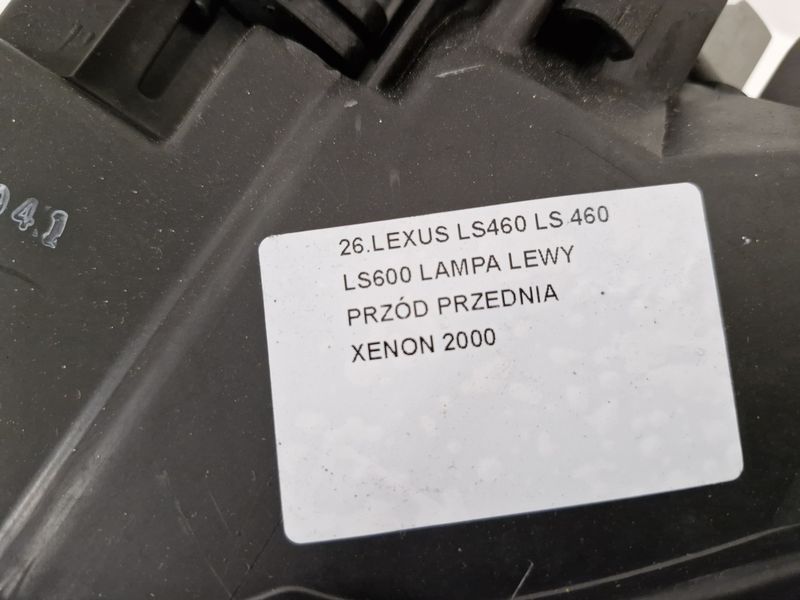 26.LEXUS LS460 LS 460
LS600 LAMPA LEWY
PRZÓD PRZEDNIA
XENON 2000